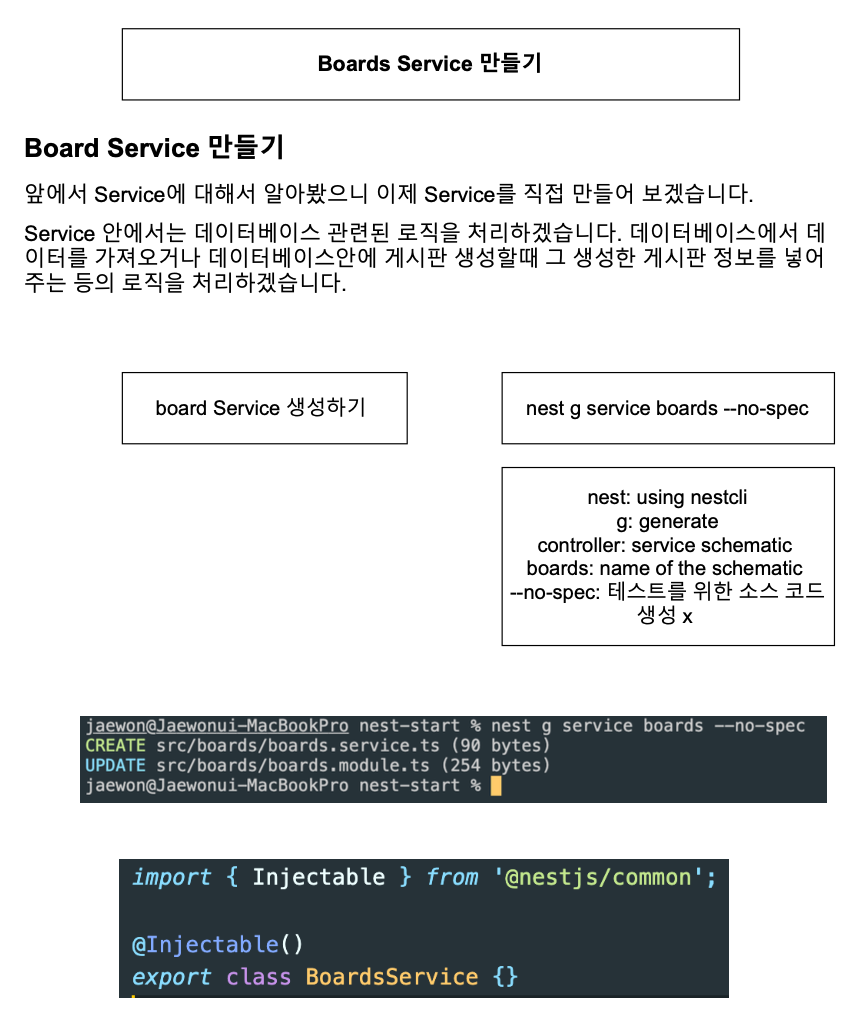 Boards Service 만들기
Board Service 만들기
앞에서 Service에 대해서 알아봤으니 이제 Service를 직접 만들어 보겠습니다.
Service 안에서는 데이터베이스 관련된 로직을 처리하겠습니다. 데이터베이스에서 데
이터를 가져오거나 데이터베이스안에 게시판 생성할때 그 생성한 게시판 정보를 넣어
주는 등의 로직을 처리하겠습니다.
board Service 생성하기
nest g service boards --no-spec
nest: using nestcli
g: generate
controller: service schematic
boards: name of the schematic
--no-spec: 테스트를 위한 소스 코드
생성 x
jaewon@Jaewonui-MacBookPro nest-start % nest g service boards --no-spec
CREATE src/boards/boards.service.ts (90 bytes)
UPDATE src/boards/boards.module.ts (254 bytes)
jaewon@Jaewonui-MacBookPro nest-start %
import { Injectable } from '@nestjs/common';
@Injectable()
export class BoardsService {}